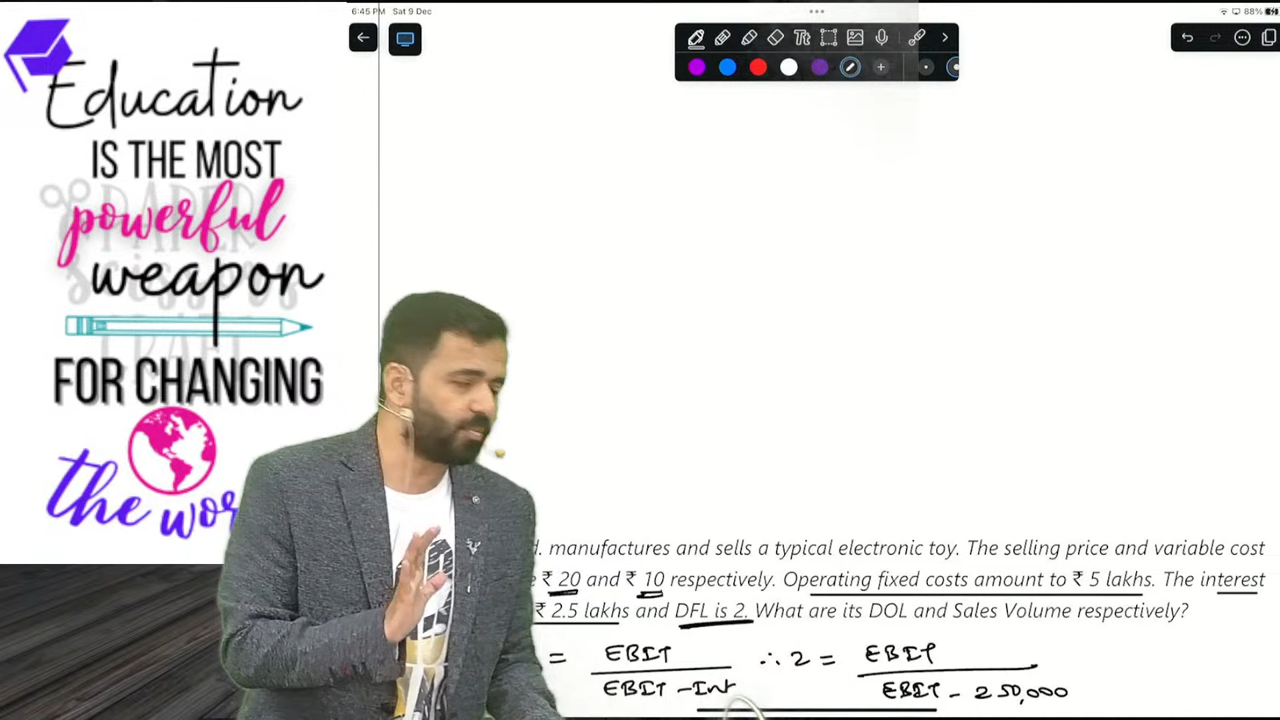 6:45 PM Sat 9 Dec
88%
Education
IS THE MOST
powerful
weapon
FOR CHANGING
the wor
d. manufactures and sells a typical electronic toy. The selling price and variable cost
₹ 20 and ₹ 10 respectively. Operating fixed costs amount to ₹ 5 lakhs. The interest
₹ 2.5 lakhs and DFL is 2. What are its DOL and Sales Volume respectively?
= EBIT / EBIT - Int ∴ 2 = EBIT / EBIT - 250,000